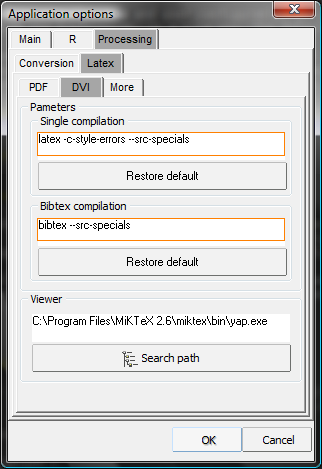 Application options
Main R Processing
Conversion Latex
PDF DVI More
Pameters
Single compilation
latex -c-style-errors --src-specials
Restore default
Bibtex compilation
bibtex --src-specials
Restore default
Viewer
C:\Program Files\MiKTeX 2.6\miktex\bin\yap.exe
Search path
OK Cancel